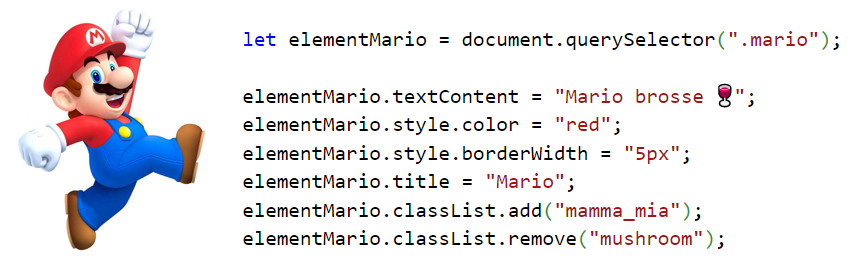 M
let elementMario = document.querySelector(".mario");
elementMario.textContent = "Mario brosse 🍷";
elementMario.style.color = "red";
elementMario.style.borderWidth = "5px";
elementMario.title = "Mario";
elementMario.classList.add("mamma_mia");
elementMario.classList.remove("mushroom");